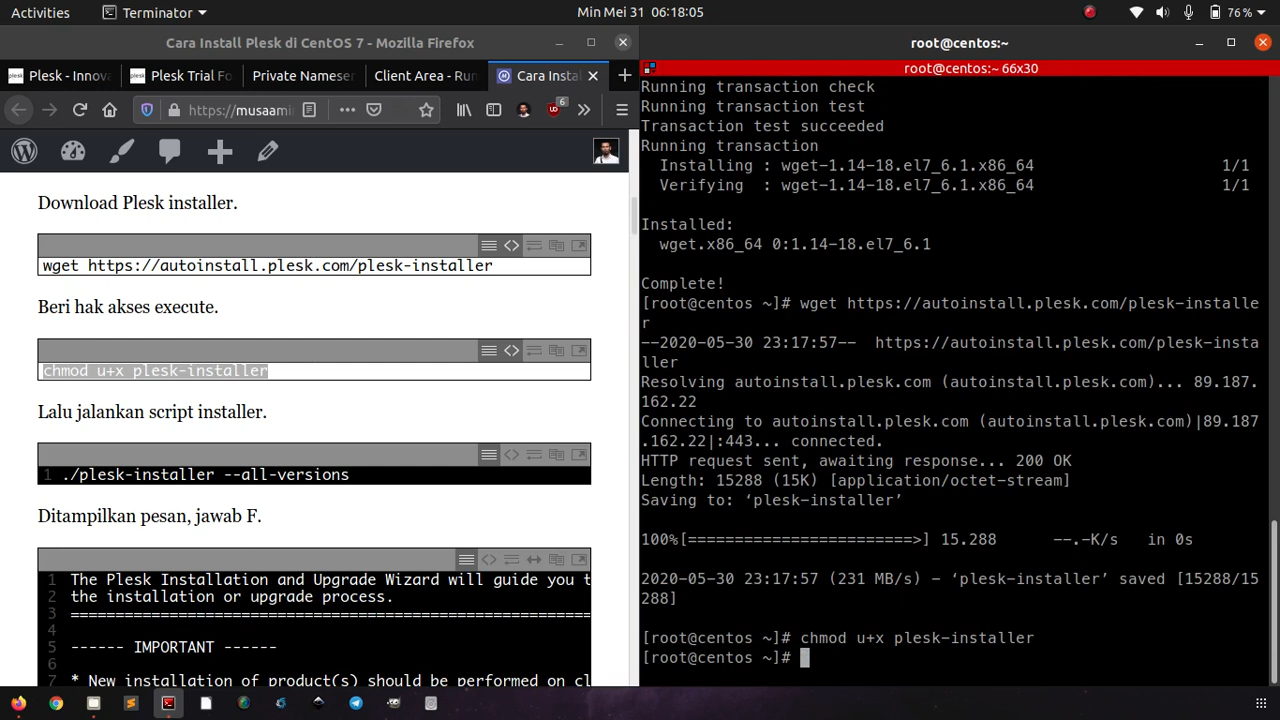 Activities
Terminator
Min Mei 31 06:18:05
76%
Cara Install Plesk di CentOS 7 - Mozilla Firefox
plesk
Plesk - Innova
plesk
Plesk Trial Fo
Private Namese
Client Area - Ru
Cara Insta
https://musaami
6
Download Plesk installer.
wget https://autoinstall.plesk.com/plesk-installer
Beri hak akses execute.
chmod u+x plesk-installer
Lalu jalankan script installer.
1 ./plesk-installer --all-versions
Ditampilkan pesan, jawab F.
1 The Plesk Installation and Upgrade Wizard will guide you t
2 the installation or upgrade process.
3 ==========================================================
4
5 ------ IMPORTANT ------
6
7 * New installation of product(s) should be performed on cl
root@centos:~
root@centos:~ 66x30
Running transaction check
Running transaction test
Transaction test succeeded
Running transaction
Installing : wget-1.14-18.el7_6.1.x86_64 1/1
Verifying : wget-1.14-18.el7_6.1.x86_64 1/1
Installed:
wget.x86_64 0:1.14-18.el7_6.1
Complete!
[root@centos ~]# wget https://autoinstall.plesk.com/plesk-installe
r
--2020-05-30 23:17:57-- https://autoinstall.plesk.com/plesk-insta
ller
Resolving autoinstall.plesk.com (autoinstall.plesk.com)... 89.187.
162.22
Connecting to autoinstall.plesk.com (autoinstall.plesk.com)|89.187
.162.22|:443... connected.
HTTP request sent, awaiting response... 200 OK
Length: 15288 (15K) [application/octet-stream]
Saving to: ‘plesk-installer’
100%[========================>] 15.288 --.-K/s in 0s
2020-05-30 23:17:57 (231 MB/s) - ‘plesk-installer’ saved [15288/15
288]
[root@centos ~]# chmod u+x plesk-installer
[root@centos ~]#